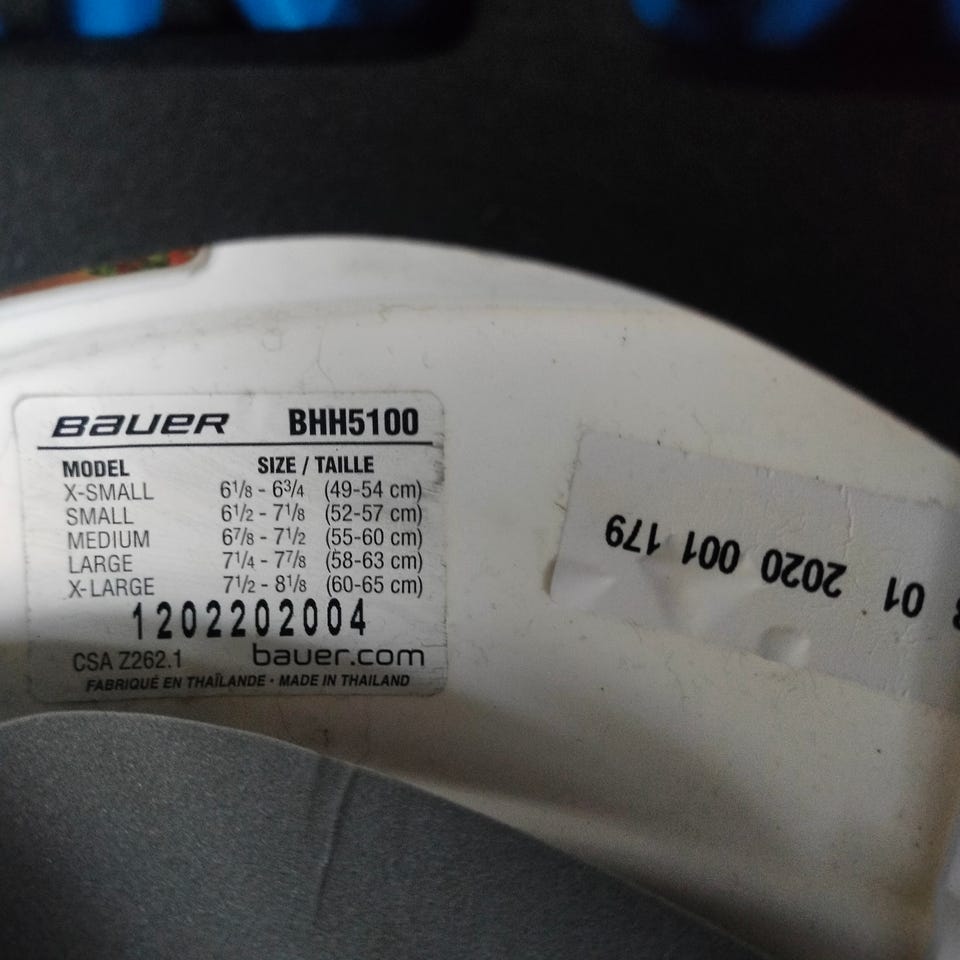 BAUER BHH5100
MODEL SIZE / TAILLE
X-SMALL 6 1/8 - 6 3/4 (49-54 cm)
SMALL 6 1/2 - 7 1/8 (52-57 cm)
MEDIUM 6 7/8 - 7 1/2 (55-60 cm)
LARGE 7 1/4 - 7 7/8 (58-63 cm)
X-LARGE 7 1/2 - 8 1/8 (60-65 cm)
1202202004
CSA Z262.1 bauer.com
FABRIQUÉ EN THAÏLANDE · MADE IN THAILAND
01 2020 001 179